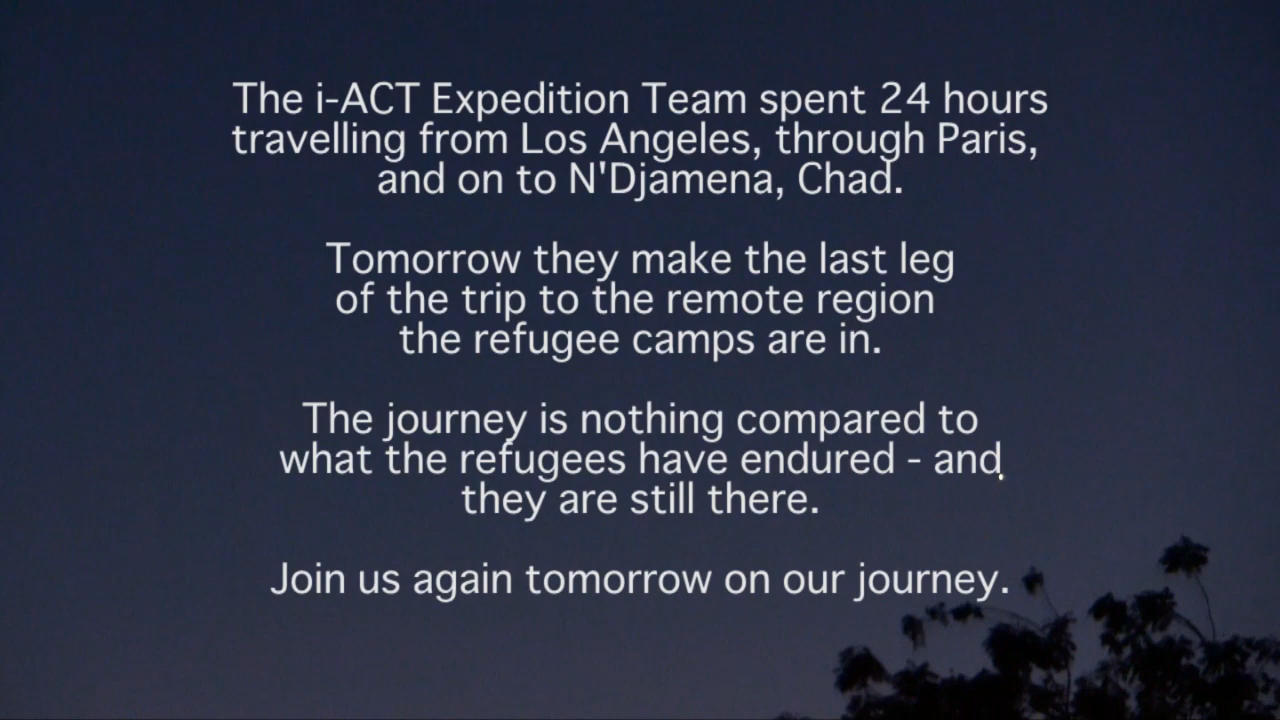 The i-ACT Expedition Team spent 24 hours
travelling from Los Angeles, through Paris,
and on to N'Djamena, Chad.
Tomorrow they make the last leg
of the trip to the remote region
the refugee camps are in.
The journey is nothing compared to
what the refugees have endured - and
they are still there.
Join us again tomorrow on our journey.